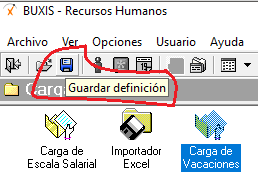 BUXIS - Recursos Humanos
Archivo Ver Opciones Usuario Ayuda
Guardar definición
Carga de Escala Salarial
Importador Excel
Carga de Vacaciones